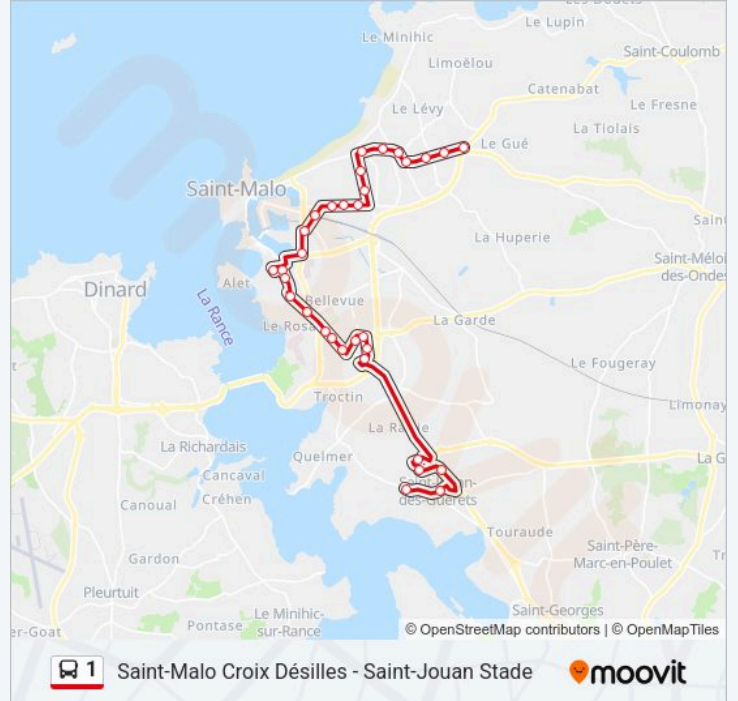 Le Lupin
Le Minihic
Saint-Coulomb
Limoëlou
Catenabat
Le Fresne
Le Lévy
La Tiolais
Le Gué
Saint-Malo
La Huperie
Saint-Méloi
des-Ondes
Alet
Dinard
La Rance
Bellevue
Le Rosa
La Garde
Le Fougeray
Troctin
Limonay
La Ra
La Richardais
Quelmer
La G
Cancaval
Créhen
des-Guérets
Canoual
Touraude
Gardon
Saint-Père-
Marc-en-Poulet
Pleurtuit
Le Minihic-
sur-Rance
Saint-Georges
Pontase
er-Goat
© OpenStreetMap contributors | © OpenMapTiles
1 Saint-Malo Croix Désilles - Saint-Jouan Stade
moovit